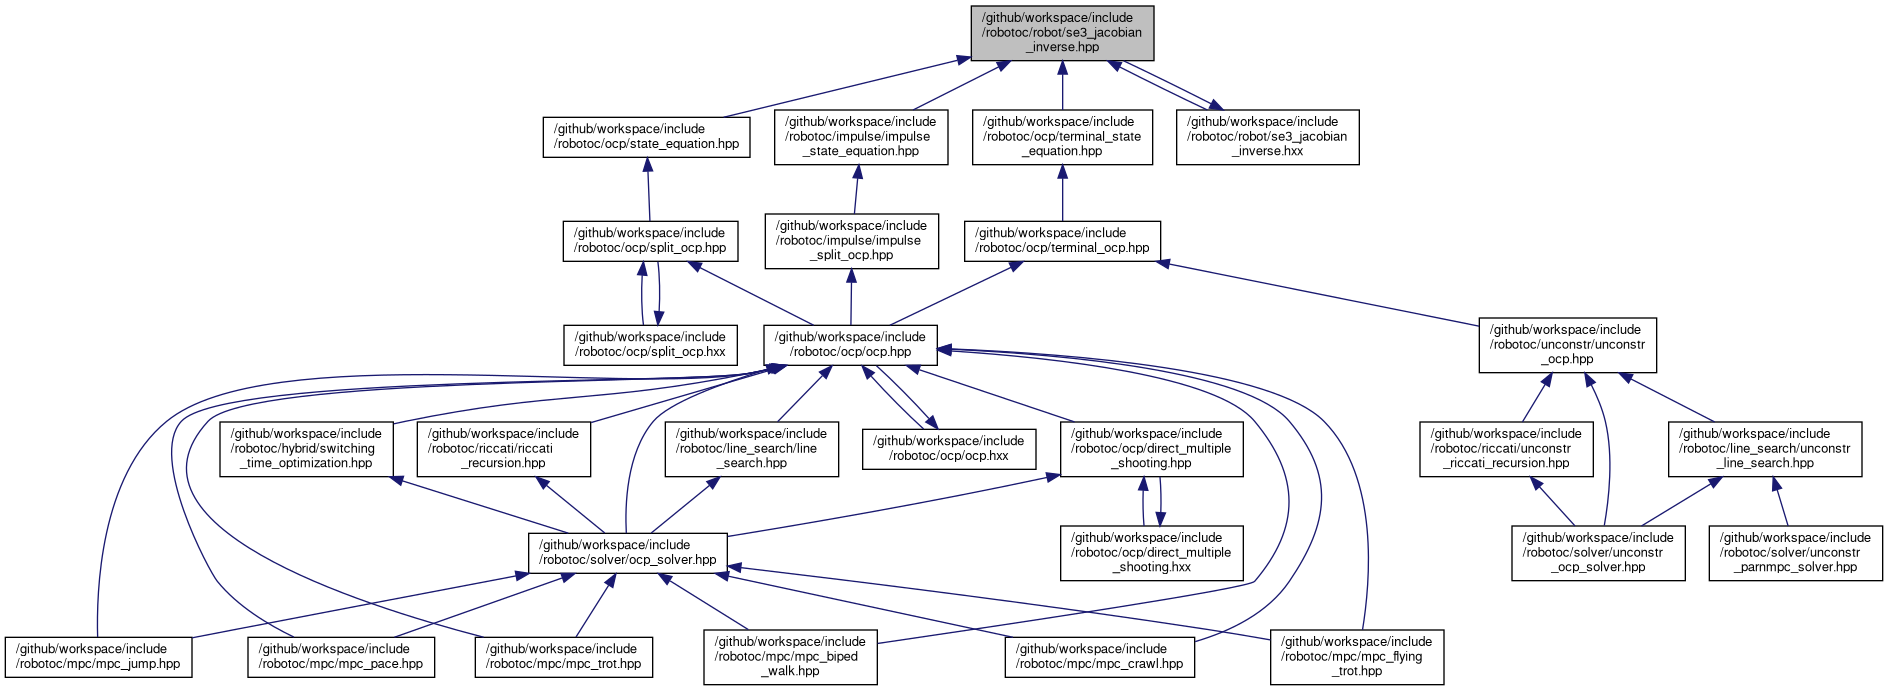 /github/workspace/include
/robotoc/robot/se3_jacobian
_inverse.hpp
/github/workspace/include
/robotoc/ocp/state_equation.hpp
/github/workspace/include
/robotoc/impulse/impulse
_state_equation.hpp
/github/workspace/include
/robotoc/ocp/terminal_state
_equation.hpp
/github/workspace/include
/robotoc/robot/se3_jacobian
_inverse.hxx
/github/workspace/include
/robotoc/ocp/split_ocp.hpp
/github/workspace/include
/robotoc/impulse/impulse
_split_ocp.hpp
/github/workspace/include
/robotoc/ocp/terminal_ocp.hpp
/github/workspace/include
/robotoc/ocp/split_ocp.hxx
/github/workspace/include
/robotoc/ocp/ocp.hpp
/github/workspace/include
/robotoc/unconstr/unconstr
_ocp.hpp
/github/workspace/include
/robotoc/hybrid/switching
_time_optimization.hpp
/github/workspace/include
/robotoc/riccati/riccati
_recursion.hpp
/github/workspace/include
/robotoc/line_search/line
_search.hpp
/github/workspace/include
/robotoc/ocp/ocp.hxx
/github/workspace/include
/robotoc/ocp/direct_multiple
_shooting.hpp
/github/workspace/include
/robotoc/riccati/unconstr
_riccati_recursion.hpp
/github/workspace/include
/robotoc/line_search/unconstr
_line_search.hpp
/github/workspace/include
/robotoc/solver/ocp_solver.hpp
/github/workspace/include
/robotoc/ocp/direct_multiple
_shooting.hxx
/github/workspace/include
/robotoc/solver/unconstr
_ocp_solver.hpp
/github/workspace/include
/robotoc/solver/unconstr
_parnmpc_solver.hpp
/github/workspace/include
/robotoc/mpc/mpc_jump.hpp
/github/workspace/include
/robotoc/mpc/mpc_pace.hpp
/github/workspace/include
/robotoc/mpc/mpc_trot.hpp
/github/workspace/include
/robotoc/mpc/mpc_biped
_walk.hpp
/github/workspace/include
/robotoc/mpc/mpc_crawl.hpp
/github/workspace/include
/robotoc/mpc/mpc_flying
_trot.hpp